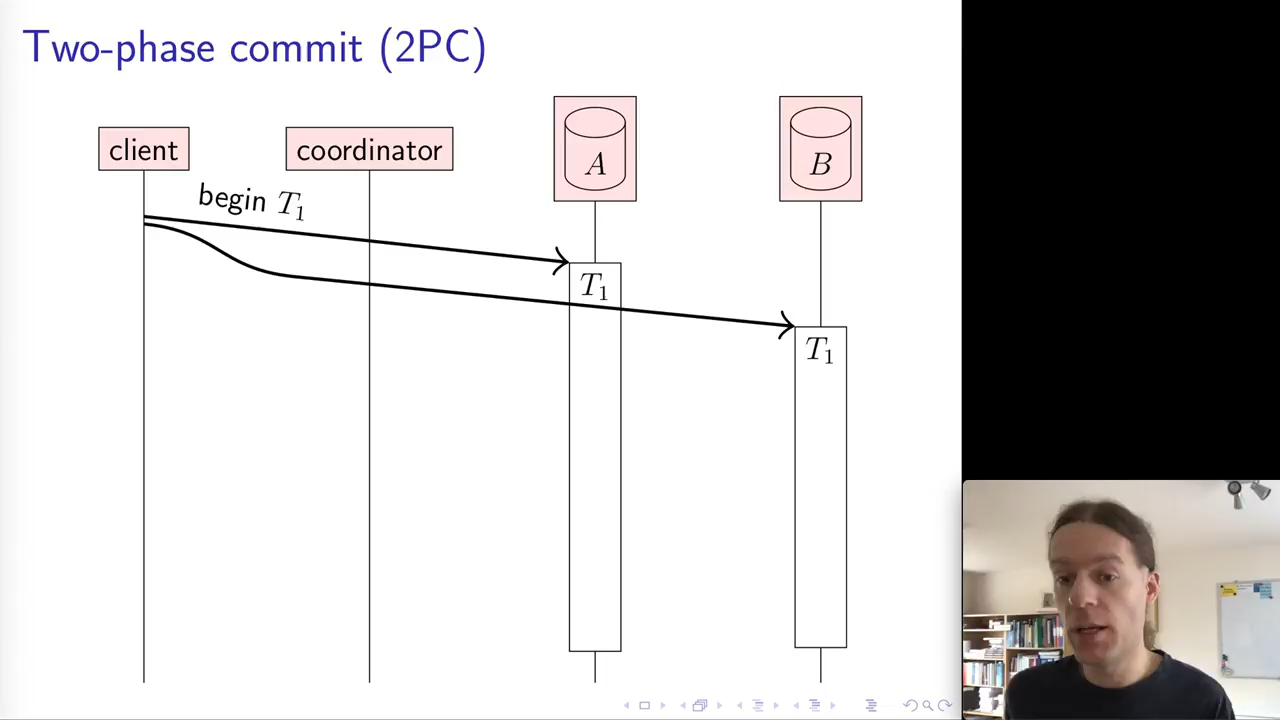 Two-phase commit (2PC)
client
coordinator
A
B
begin T₁
T₁
T₁